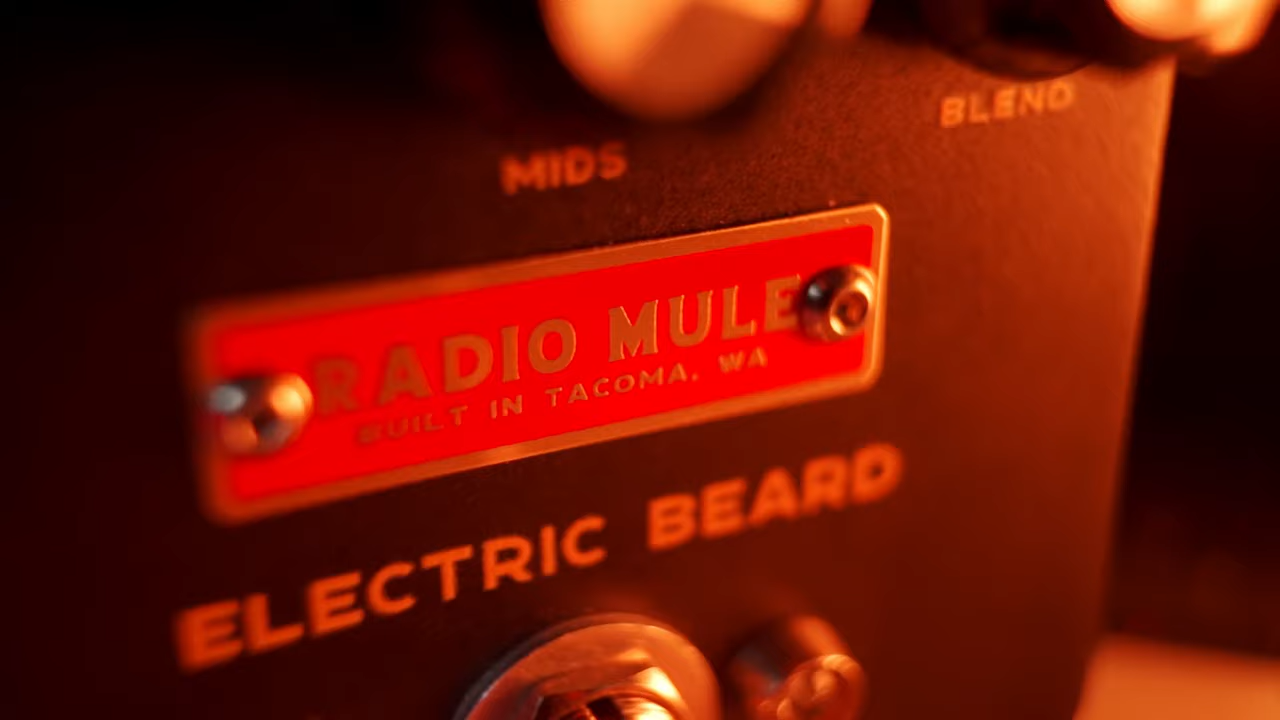 BLEND
MIDS
RADIO MULE
BUILT IN TACOMA, WA
ELECTRIC BEARD